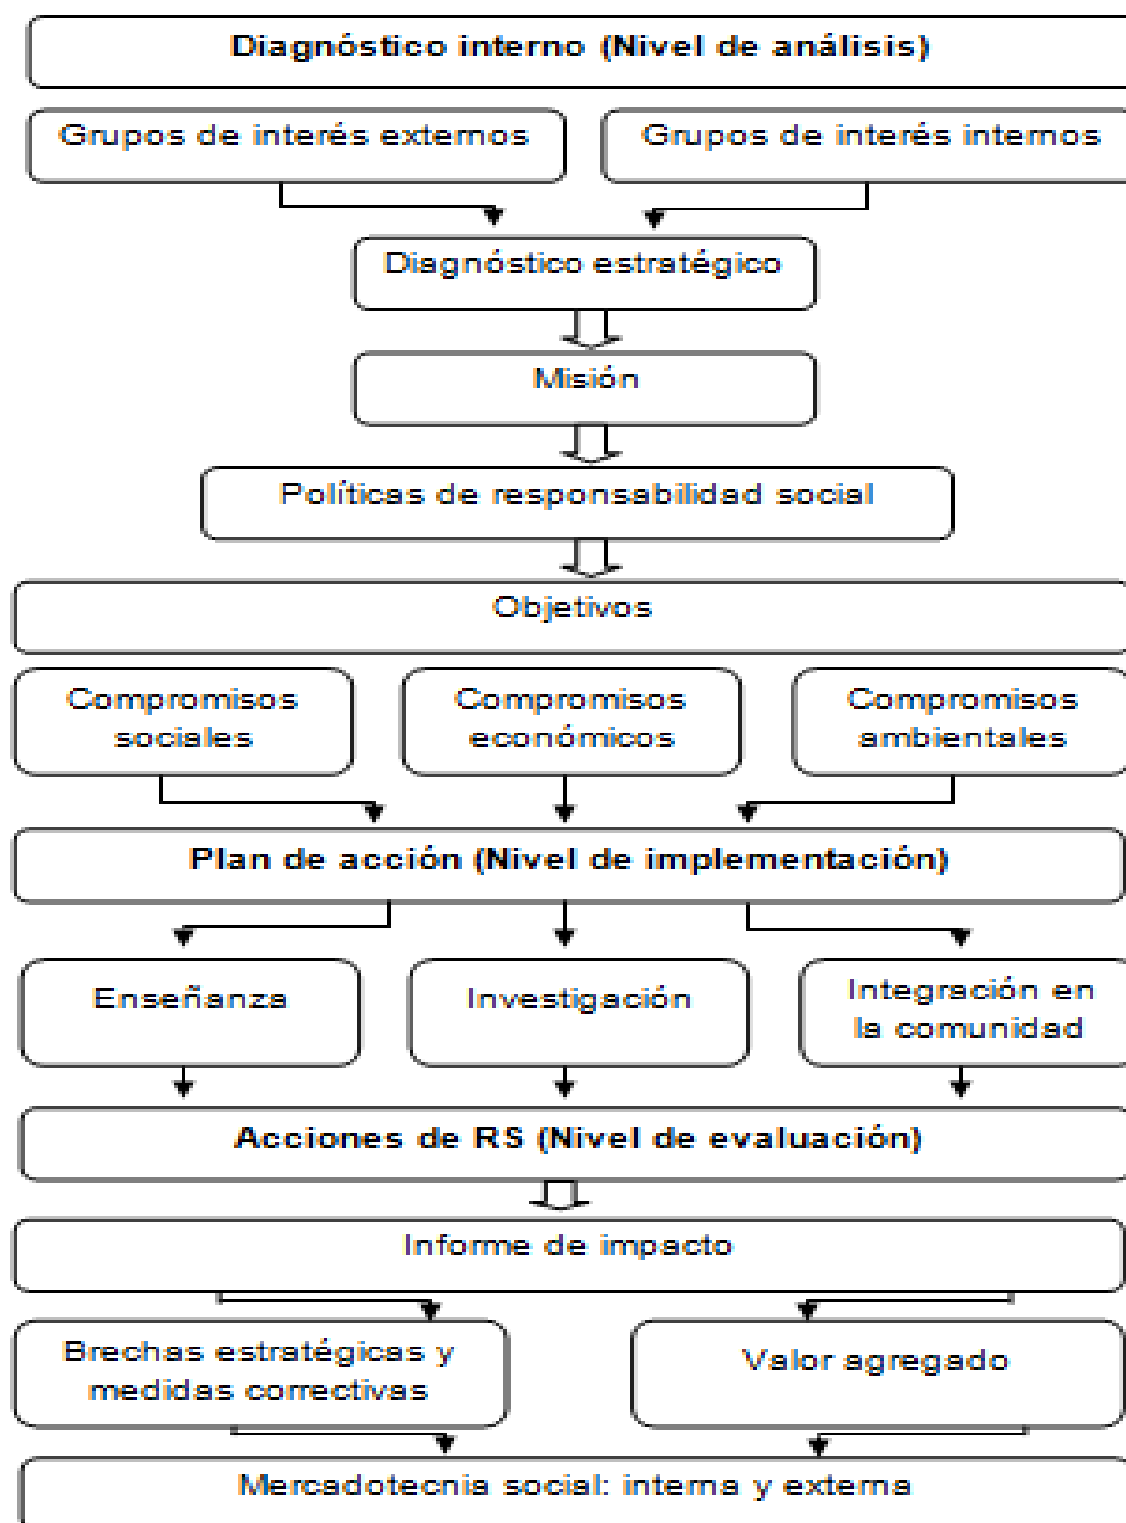 Diagnóstico interno (Nivel de análisis)
Grupos de interés externos
Grupos de interés internos
Diagnóstico estratégico
Misión
Políticas de responsabilidad social
Objetivos
Compromisos
sociales
Compromisos
económicos
Compromisos
ambientales
Plan de acción (Nivel de implementación)
Enseñanza
Investigación
Integración en
la comunidad
Acciones de RS (Nivel de evaluación)
Informe de impacto
Brechas estratégicas y
medidas correctivas
Valor agregado
Mercadotecnia social: interna y externa